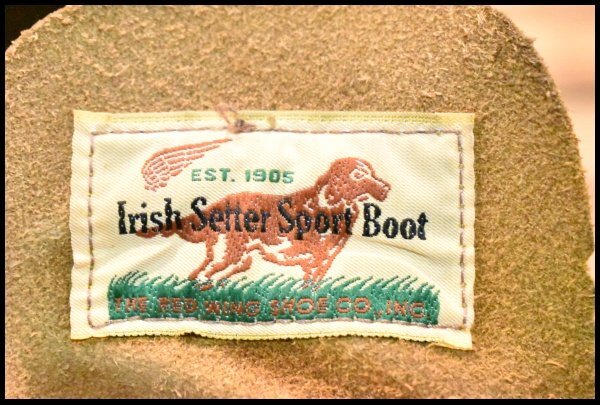 EST. 1905
Irish Setter Sport Boot
THE RED WING SHOE CO., INC.